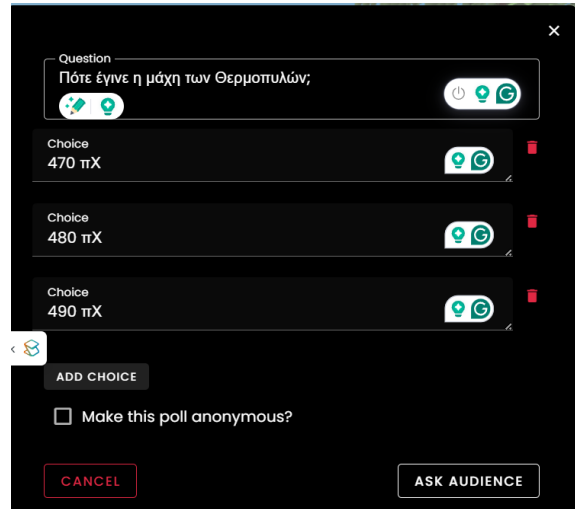 Question
Πότε έγινε η μάχη των Θερμοπυλών;
Choice
470 πΧ
Choice
480 πΧ
Choice
490 πΧ
ADD CHOICE
Make this poll anonymous?
CANCEL
ASK AUDIENCE